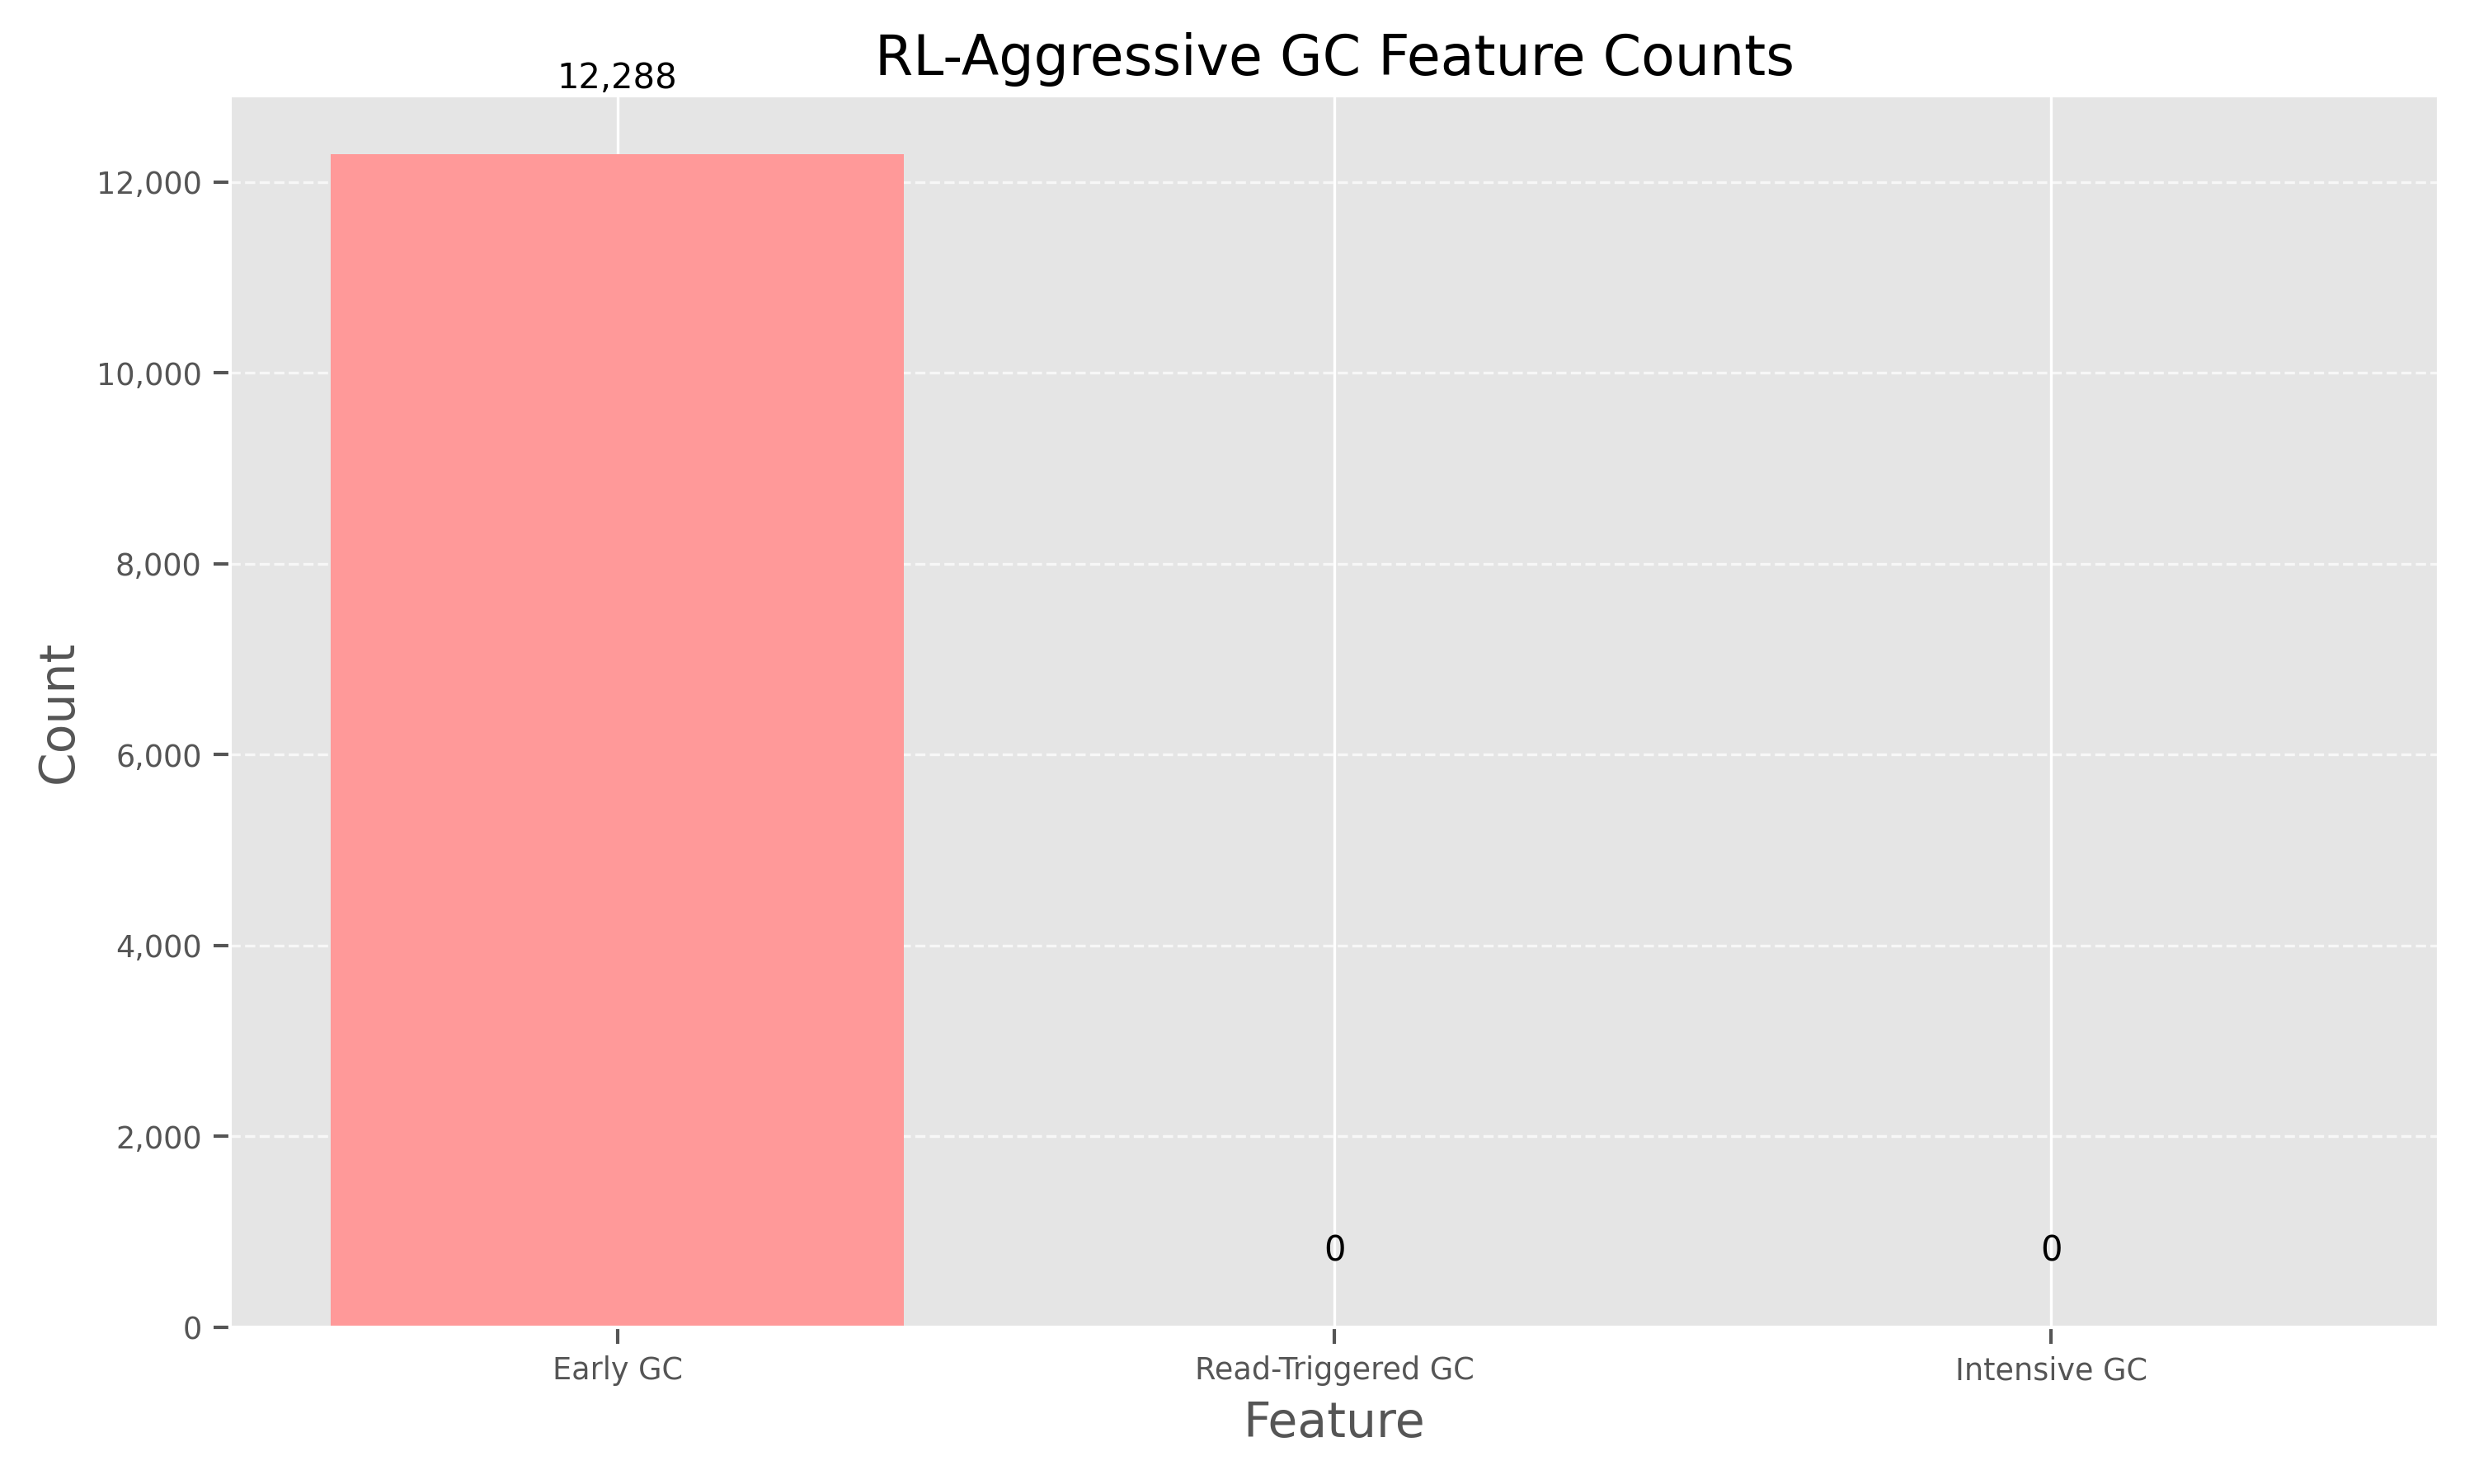 RL-Aggressive GC Feature Counts
12,288
12,000
10,000
8,000
6,000
4,000
2,000
0
Count
0
0
Early GC
Read-Triggered GC
Intensive GC
Feature